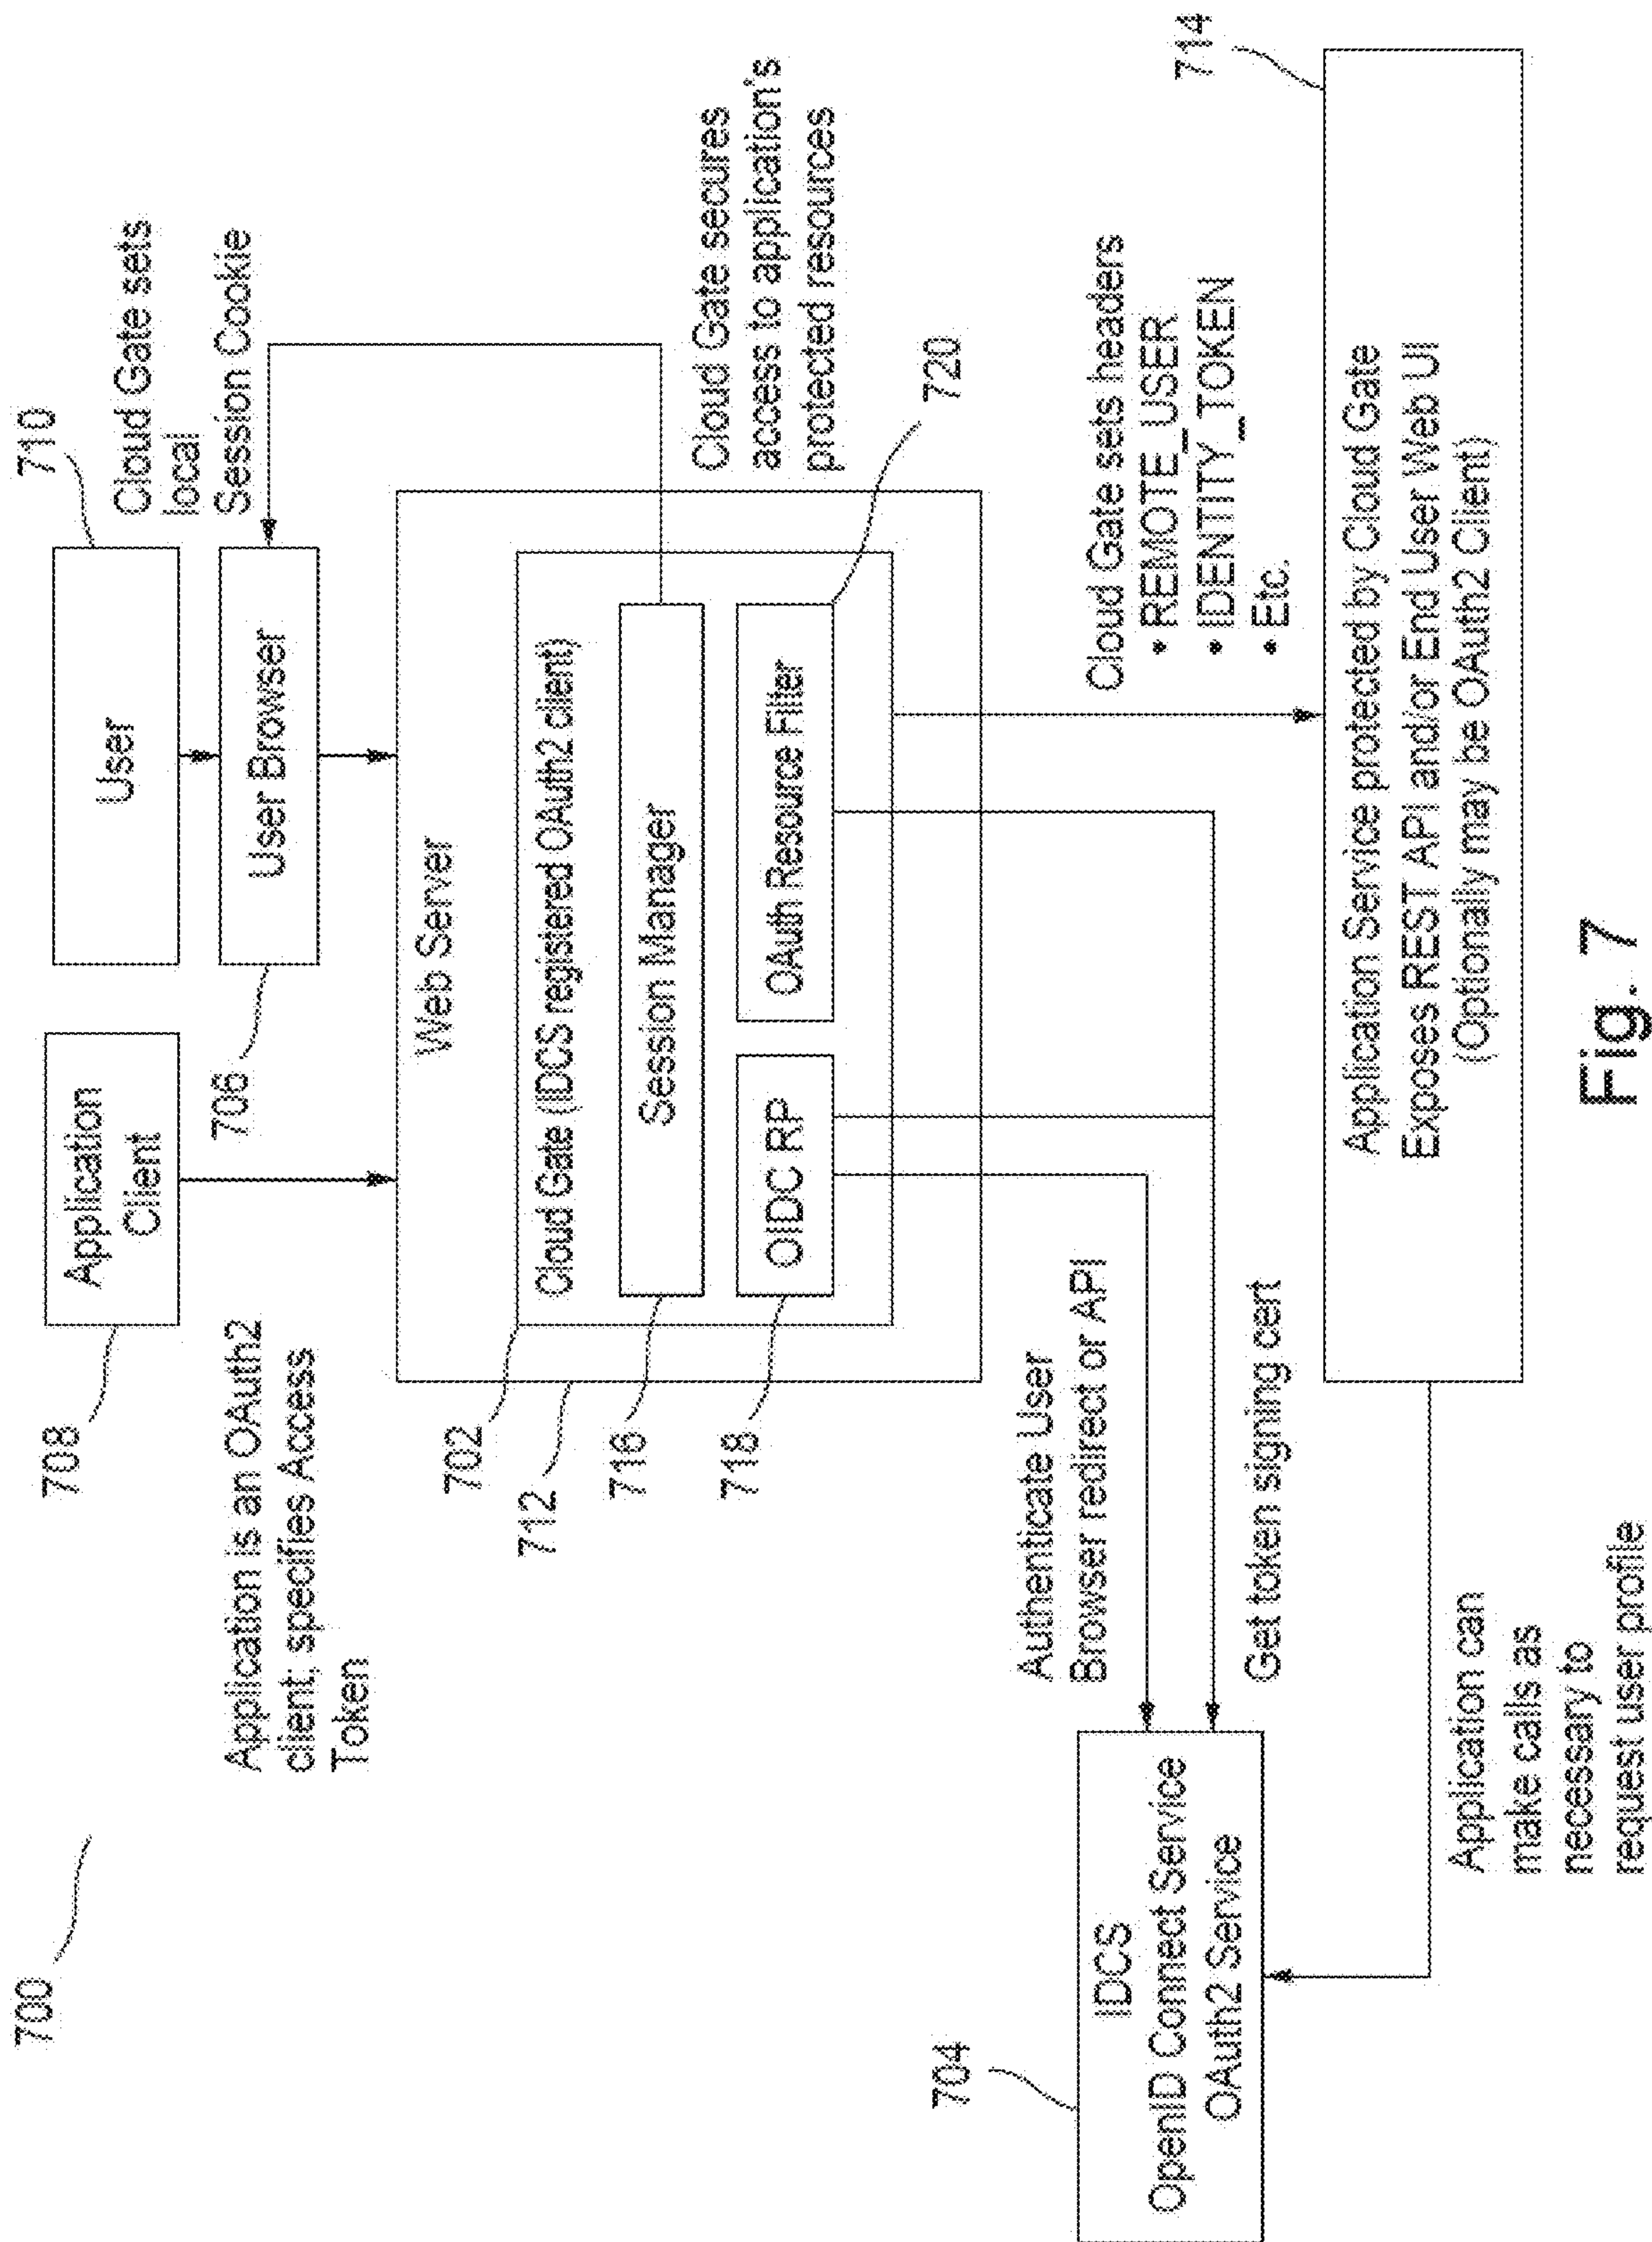 700
708
Application
Client
Application is an OAuth2
client; specifies Access
Token
710
User
Cloud Gate sets
local
Session Cookie
706
User Browser
Web Server
702
712
Cloud Gate (IDCS registered OAuth2 client)
716
Session Manager
718
OIDC RP
OAuth Resource Filter
720
Cloud Gate secures
access to application's
protected resources
704
IDCS
OpenID Connect Service
OAuth2 Service
Authenticate User
Browser redirect or API
Get token signing cert
Cloud Gate sets headers
• REMOTE_USER
• IDENTITY_TOKEN
• Etc.
714
Application Service protected by Cloud Gate
Exposes REST API and/or End User Web UI
(Optionally may be OAuth2 Client)
Application can
make calls as
necessary to
request user profile
Fig. 7